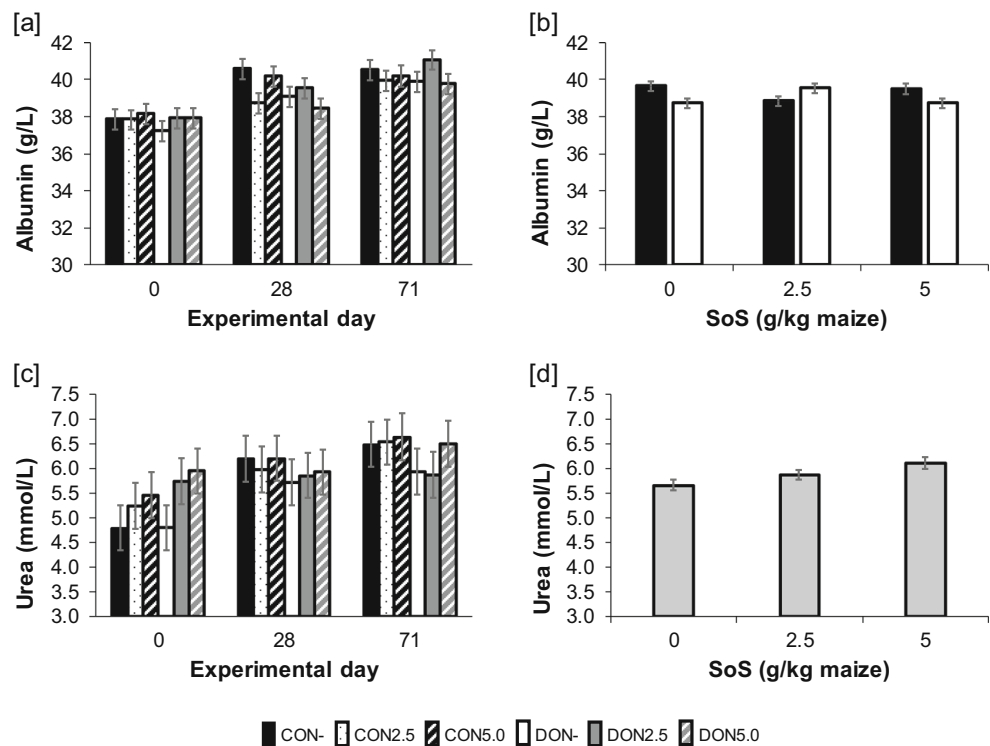 [a]
42
40
38
36
34
32
30
Albumin (g/L)
0 28 71
Experimental day
[b]
42
40
38
36
34
32
30
Albumin (g/L)
0 2.5 5
SoS (g/kg maize)
[c]
7.5
7.0
6.5
6.0
5.5
5.0
4.5
4.0
3.5
3.0
Urea (mmol/L)
0 28 71
Experimental day
[d]
7.5
7.0
6.5
6.0
5.5
5.0
4.5
4.0
3.5
3.0
Urea (mmol/L)
0 2.5 5
SoS (g/kg maize)
CON- CON2.5 CON5.0 DON- DON2.5 DON5.0